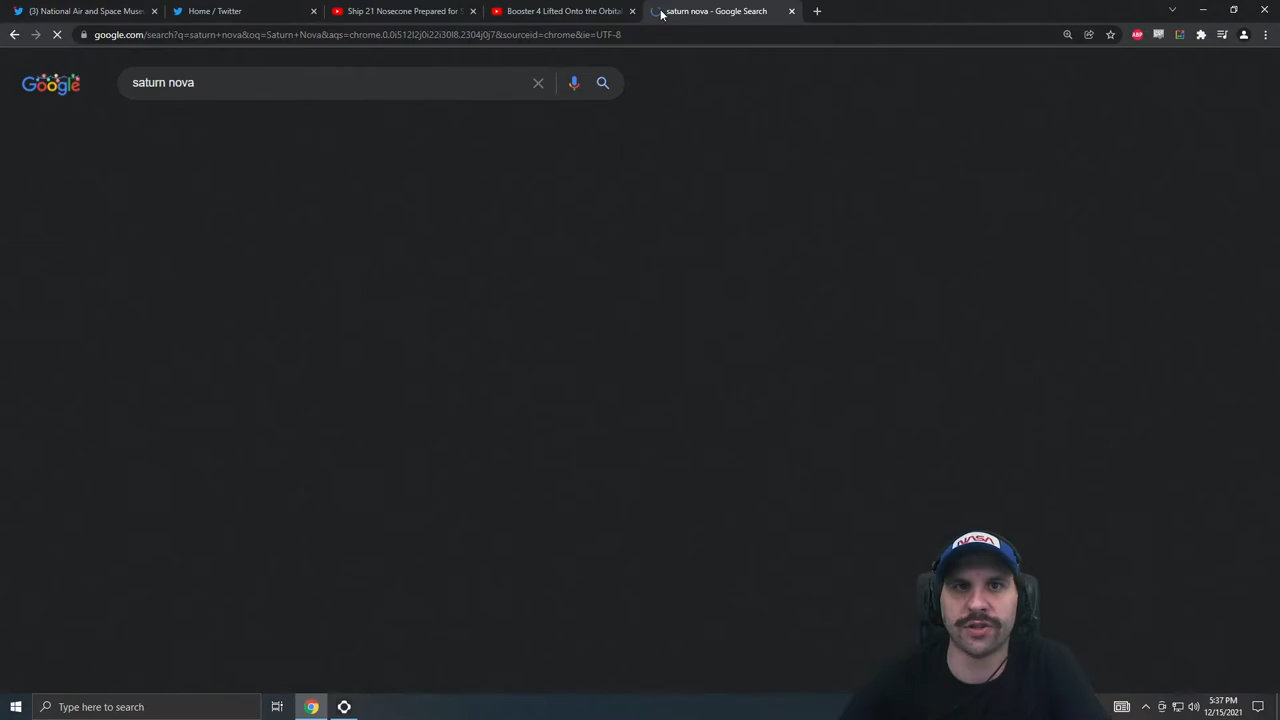 (3) National Air and Space Muse
Home / Twitter
Ship 21 Nosecone Prepared for S
Booster 4 Lifted Onto the Orbital
saturn nova - Google Search
google.com/search?q=saturn+nova&oq=Saturn+Nova&aqs=chrome.0.0i512l2j0i22i30l8.2304j0j7&sourceid=chrome&ie=UTF-8
ABP
Google
saturn nova
NASA
Type here to search
5:37 PM
12/15/2021